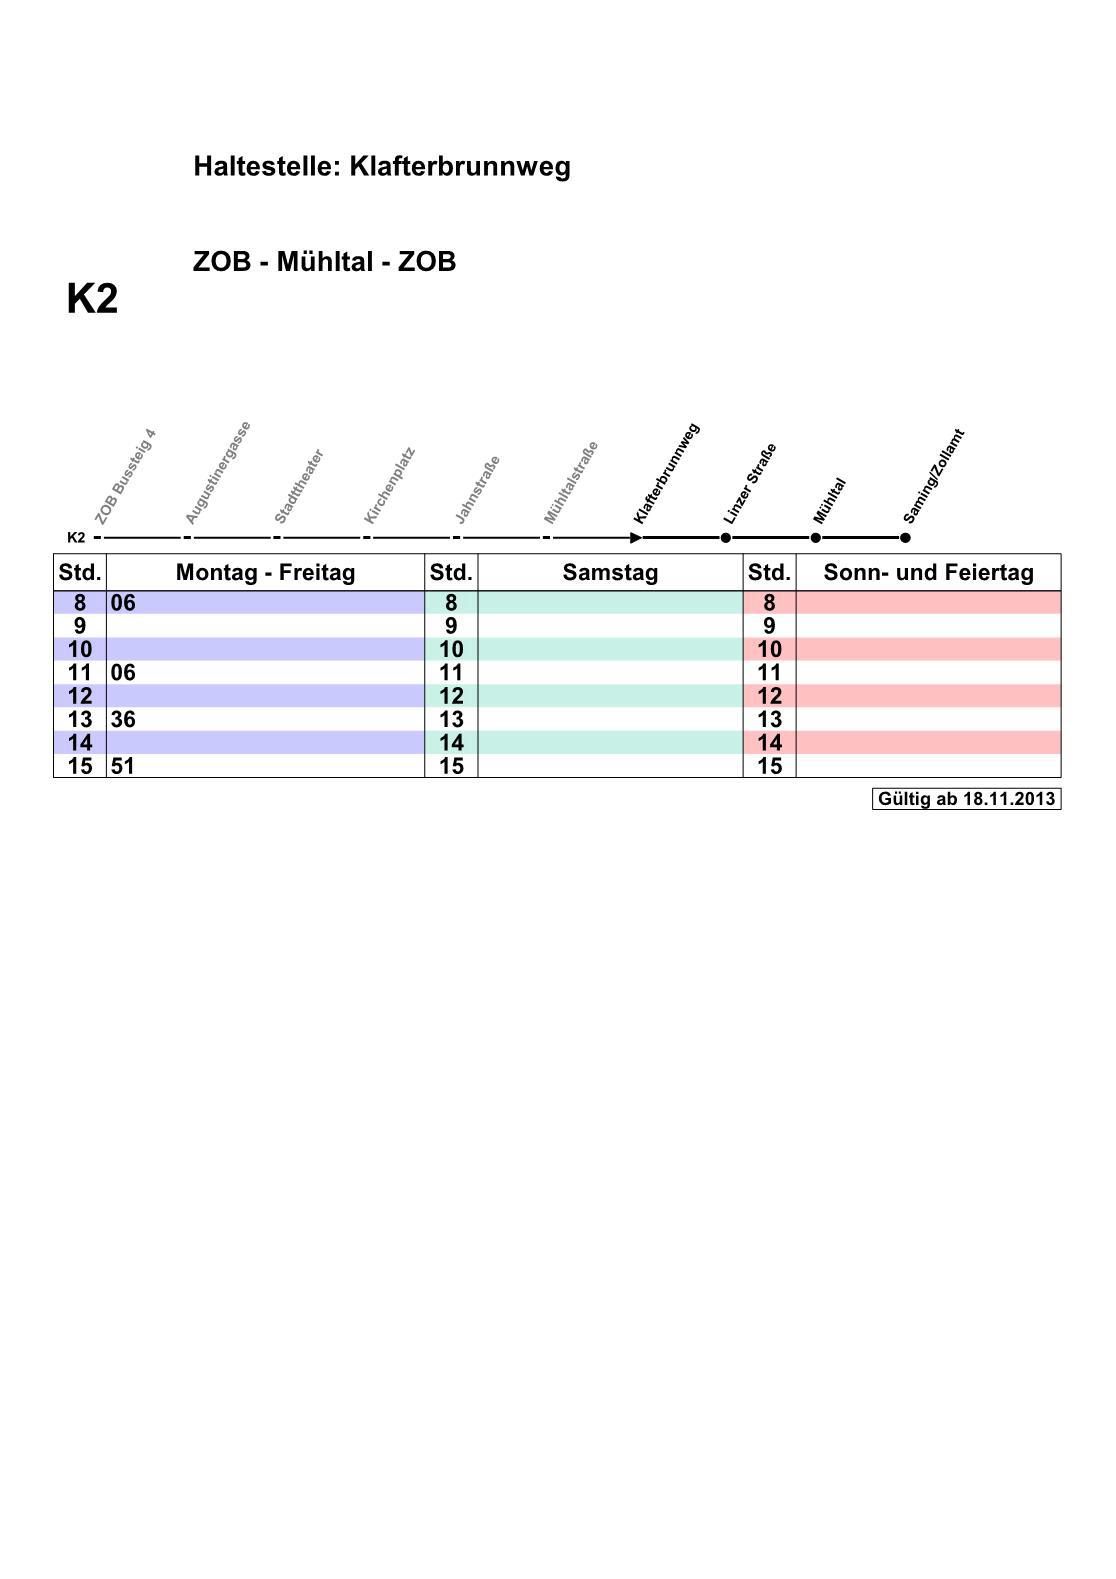 Haltestelle: Klafterbrunnweg
ZOB - Mühltal - ZOB
K2
ZOB Bussteig 4
Augustinergasse
Stadttheater
Kirchenplatz
Jahnstraße
Mühltalstraße
Klafterbrunnweg
Linzer Straße
Mühltal
Saming/Zollamt
K2
Std. Montag - Freitag Std. Samstag Std. Sonn- und Feiertag
8 06 8 8
9 9 9
10 10 10
11 06 11 11
12 12 12
13 36 13 13
14 14 14
15 51 15 15
Gültig ab 18.11.2013